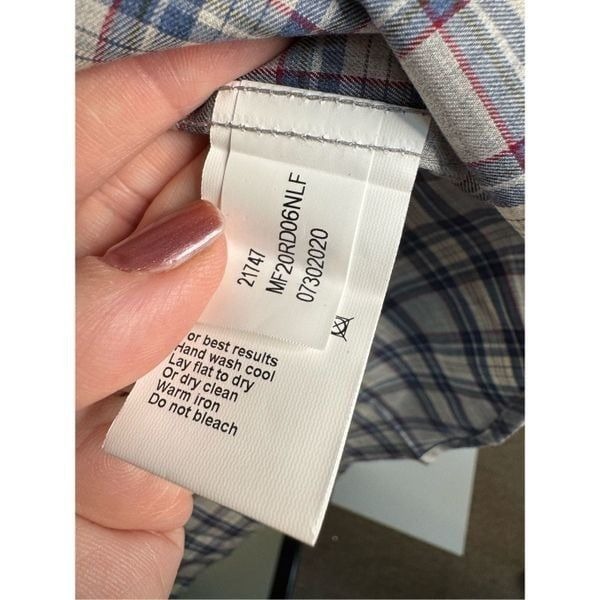 21747
MF20RD06NLF
07302020
or best results
Hand wash cool
Lay flat to dry
Or dry clean
Warm iron
Do not bleach